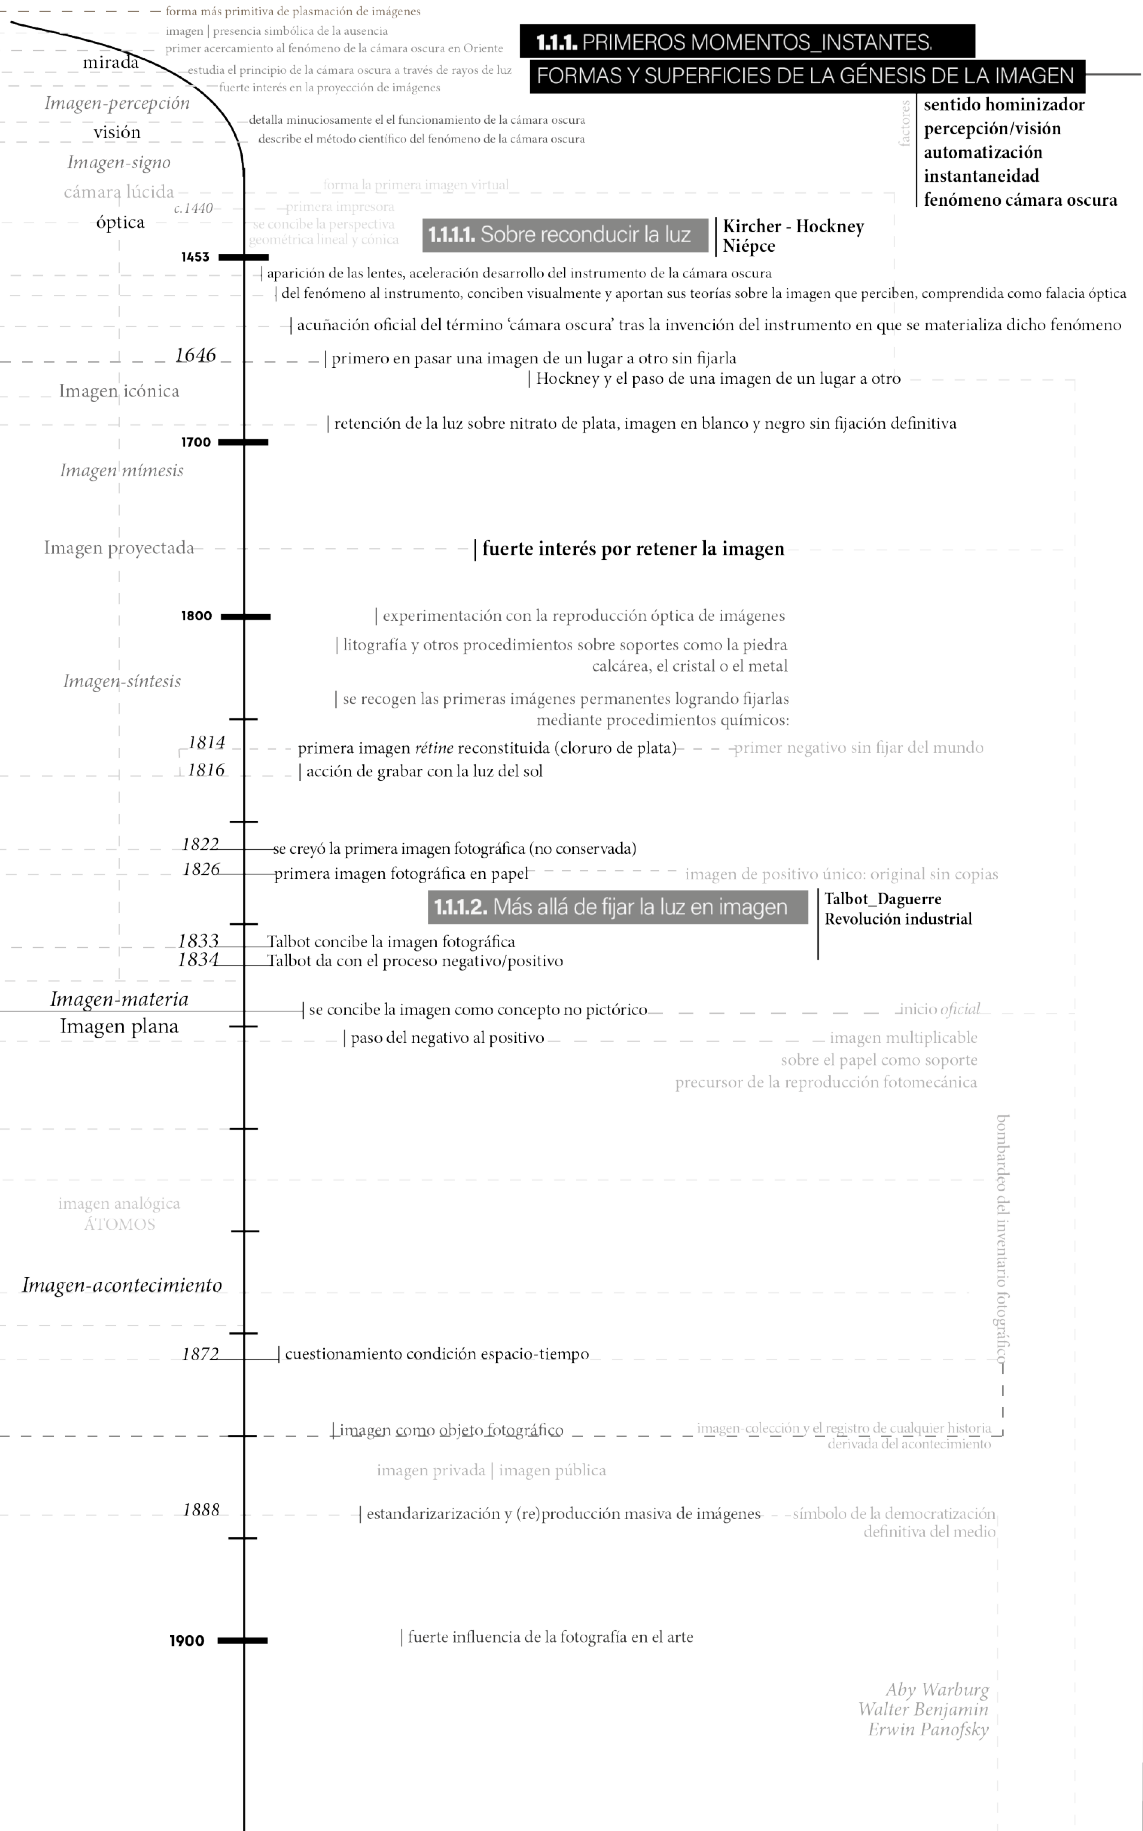 forma más primitiva de plasmación de imágenes
imagen | presencia simbólica de la ausencia
primer acercamiento al fenómeno de la cámara oscura en Oriente
mirada
estudia el principio de la cámara oscura a través de rayos de luz
fuerte interés en la proyección de imágenes
1.1.1. PRIMEROS MOMENTOS_INSTANTES.
FORMAS Y SUPERFICIES DE LA GÉNESIS DE LA IMAGEN
factores
sentido hominizador
percepción/visión
automatización
instantaneidad
fenómeno cámara oscura
Imagen-percepción
detalla minuciosamente el el funcionamiento de la cámara oscura
visión
describe el método científico del fenómeno de la cámara oscura
Imagen-signo
forma la primera imagen virtual
cámara lúcida
c.1440
primera impresora
óptica
se concibe la perspectiva
geométrica lineal y cónica
1.1.1.1. Sobre reconducir la luz
Kircher - Hockney
Niépce
1453
| aparición de las lentes, aceleración desarrollo del instrumento de la cámara oscura
| del fenómeno al instrumento, conciben visualmente y aportan sus teorías sobre la imagen que perciben, comprendida como falacia óptica
| acuñación oficial del término ‘cámara oscura’ tras la invención del instrumento en que se materializa dicho fenómeno
1646
| primero en pasar una imagen de un lugar a otro sin fijarla
| Hockney y el paso de una imagen de un lugar a otro
Imagen icónica
| retención de la luz sobre nitrato de plata, imagen en blanco y negro sin fijación definitiva
1700
Imagen mímesis
Imagen proyectada
| fuerte interés por retener la imagen
1800
| experimentación con la reproducción óptica de imágenes
| litografía y otros procedimientos sobre soportes como la piedra
calcárea, el cristal o el metal
Imagen-síntesis
| se recogen las primeras imágenes permanentes logrando fijarlas
mediante procedimientos químicos:
1814
primera imagen rétine reconstituida (cloruro de plata)
primer negativo sin fijar del mundo
1816
| acción de grabar con la luz del sol
1822
se creyó la primera imagen fotográfica (no conservada)
1826
primera imagen fotográfica en papel
imagen de positivo único: original sin copias
1.1.1.2. Más allá de fijar la luz en imagen
Talbot_Daguerre
Revolución industrial
1833
Talbot concibe la imagen fotográfica
1834
Talbot da con el proceso negativo/positivo
Imagen-materia
| se concibe la imagen como concepto no pictórico
inicio oficial
Imagen plana
| paso del negativo al positivo
imagen multiplicable
sobre el papel como soporte
precursor de la reproducción fotomecánica
bombardeo del inventario fotográfico
imagen analógica
ÁTOMOS
Imagen-acontecimiento
1872
| cuestionamiento condición espacio-tiempo
| imagen como objeto fotográfico
imagen-colección y el registro de cualquier historia
derivada del acontecimiento
imagen privada | imagen pública
1888
| estandarizarización y (re)producción masiva de imágenes
símbolo de la democratización
definitiva del medio
1900
| fuerte influencia de la fotografía en el arte
Aby Warburg
Walter Benjamin
Erwin Panofsky